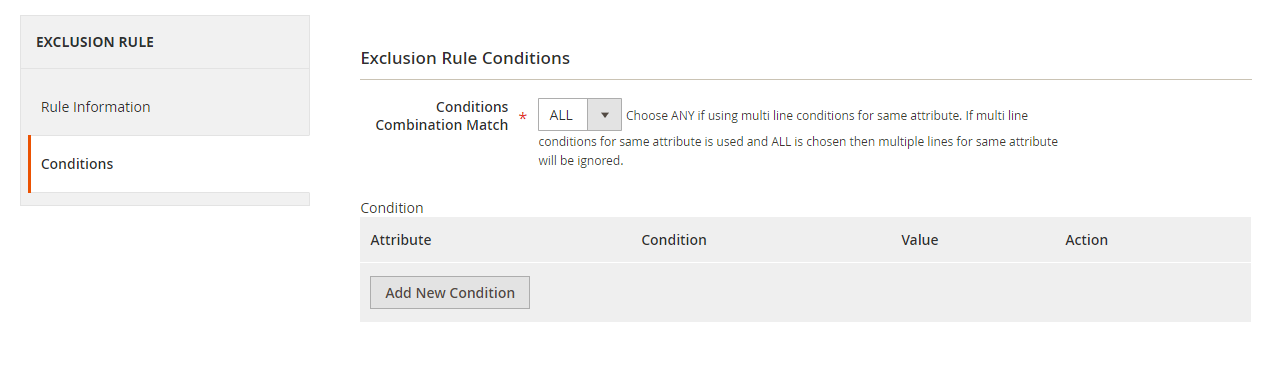 EXCLUSION RULE
Rule Information
Conditions
Exclusion Rule Conditions
Conditions
Combination Match
*
ALL
Choose ANY if using multi line conditions for same attribute. If multi line
conditions for same attribute is used and ALL is chosen then multiple lines for same attribute
will be ignored.
Condition
Attribute Condition Value Action
Add New Condition